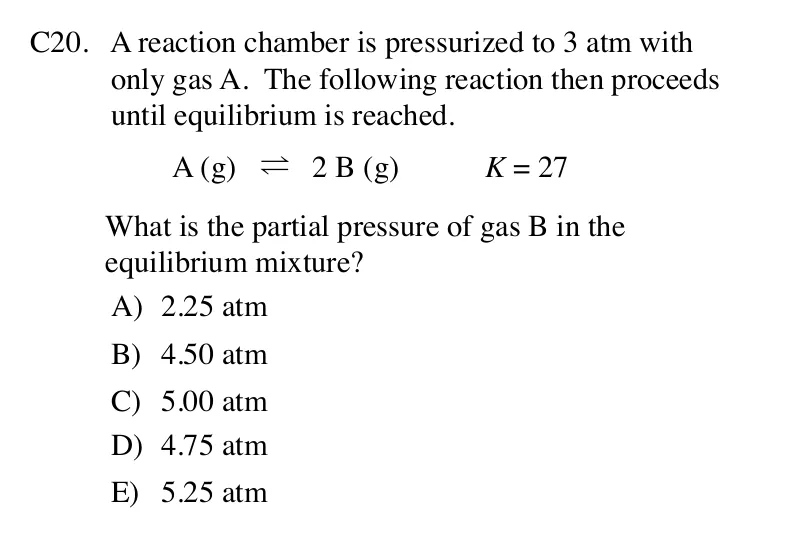 C20. A reaction chamber is pressurized to 3 atm with
only gas A. The following reaction then proceeds
until equilibrium is reached.
A (g) ⇌ 2 B (g) K = 27
What is the partial pressure of gas B in the
equilibrium mixture?
A) 2.25 atm
B) 4.50 atm
C) 5.00 atm
D) 4.75 atm
E) 5.25 atm